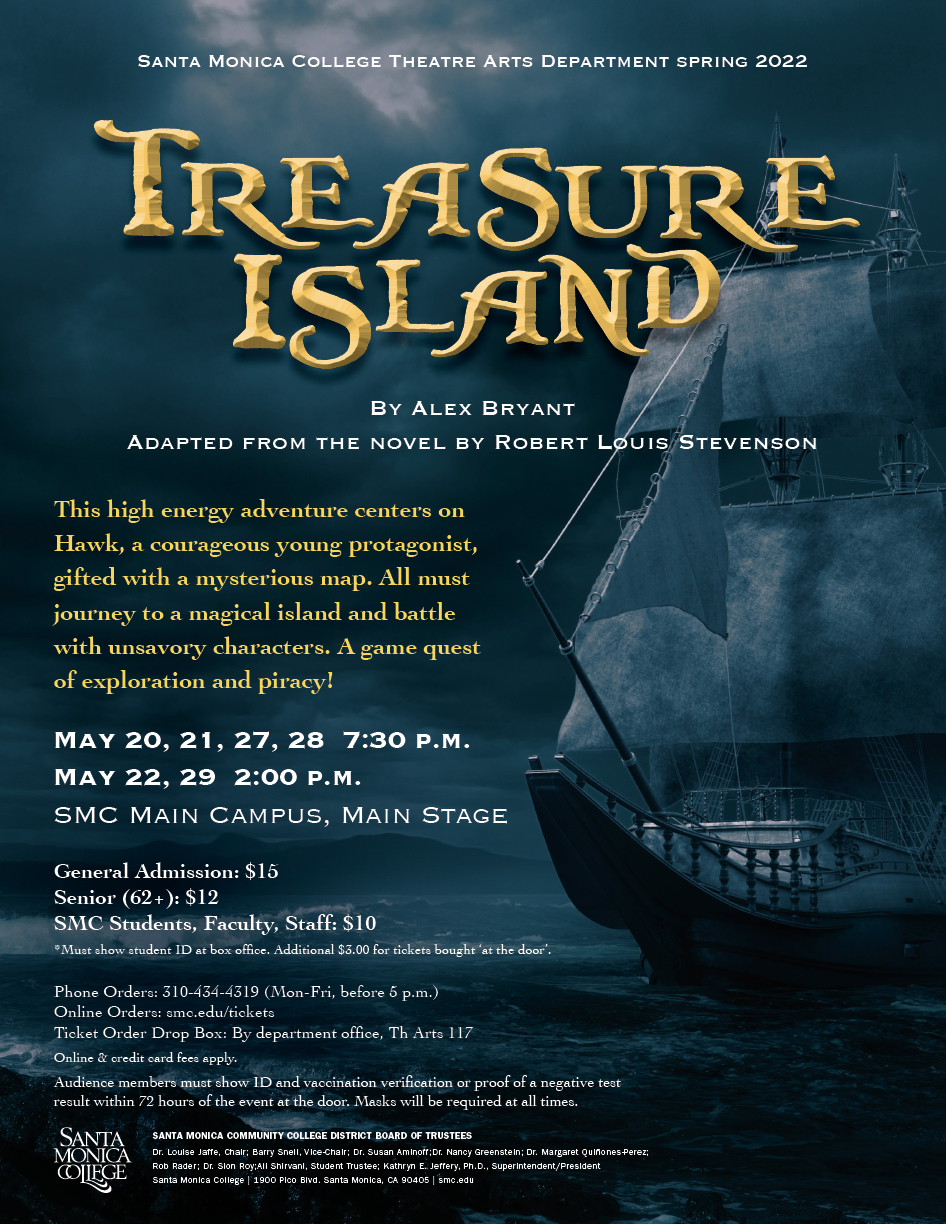 Santa Monica College Theatre Arts Department spring 2022
Treasure
Island
By Alex Bryant
Adapted from the novel by Robert Louis Stevenson
This high energy adventure centers on
Hawk, a courageous young protagonist,
gifted with a mysterious map. All must
journey to a magical island and battle
with unsavory characters. A game quest
of exploration and piracy!
May 20, 21, 27, 28  7:30 p.m.
May 22, 29  2:00 p.m.
SMC Main Campus, Main Stage
General Admission: $15
Senior (62+): $12
SMC Students, Faculty, Staff: $10
*Must show student ID at box office. Additional $3.00 for tickets bought ‘at the door’.
Phone Orders: 310-434-4319 (Mon-Fri, before 5 p.m.)
Online Orders: smc.edu/tickets
Ticket Order Drop Box: By department office, Th Arts 117
Online & credit card fees apply.
Audience members must show ID and vaccination verification or proof of a negative test
result within 72 hours of the event at the door. Masks will be required at all times.
Santa
Monica
College
SANTA MONICA COMMUNITY COLLEGE DISTRICT BOARD OF TRUSTEES
Dr. Louise Jaffe, Chair; Barry Snell, Vice-Chair; Dr. Susan Aminoff;Dr. Nancy Greenstein; Dr. Margaret Quiñones-Perez;
Rob Rader; Dr. Sion Roy;Ali Shirvani, Student Trustee; Kathryn E. Jeffery, Ph.D., Superintendent/President
Santa Monica College | 1900 Pico Blvd. Santa Monica, CA 90405 | smc.edu